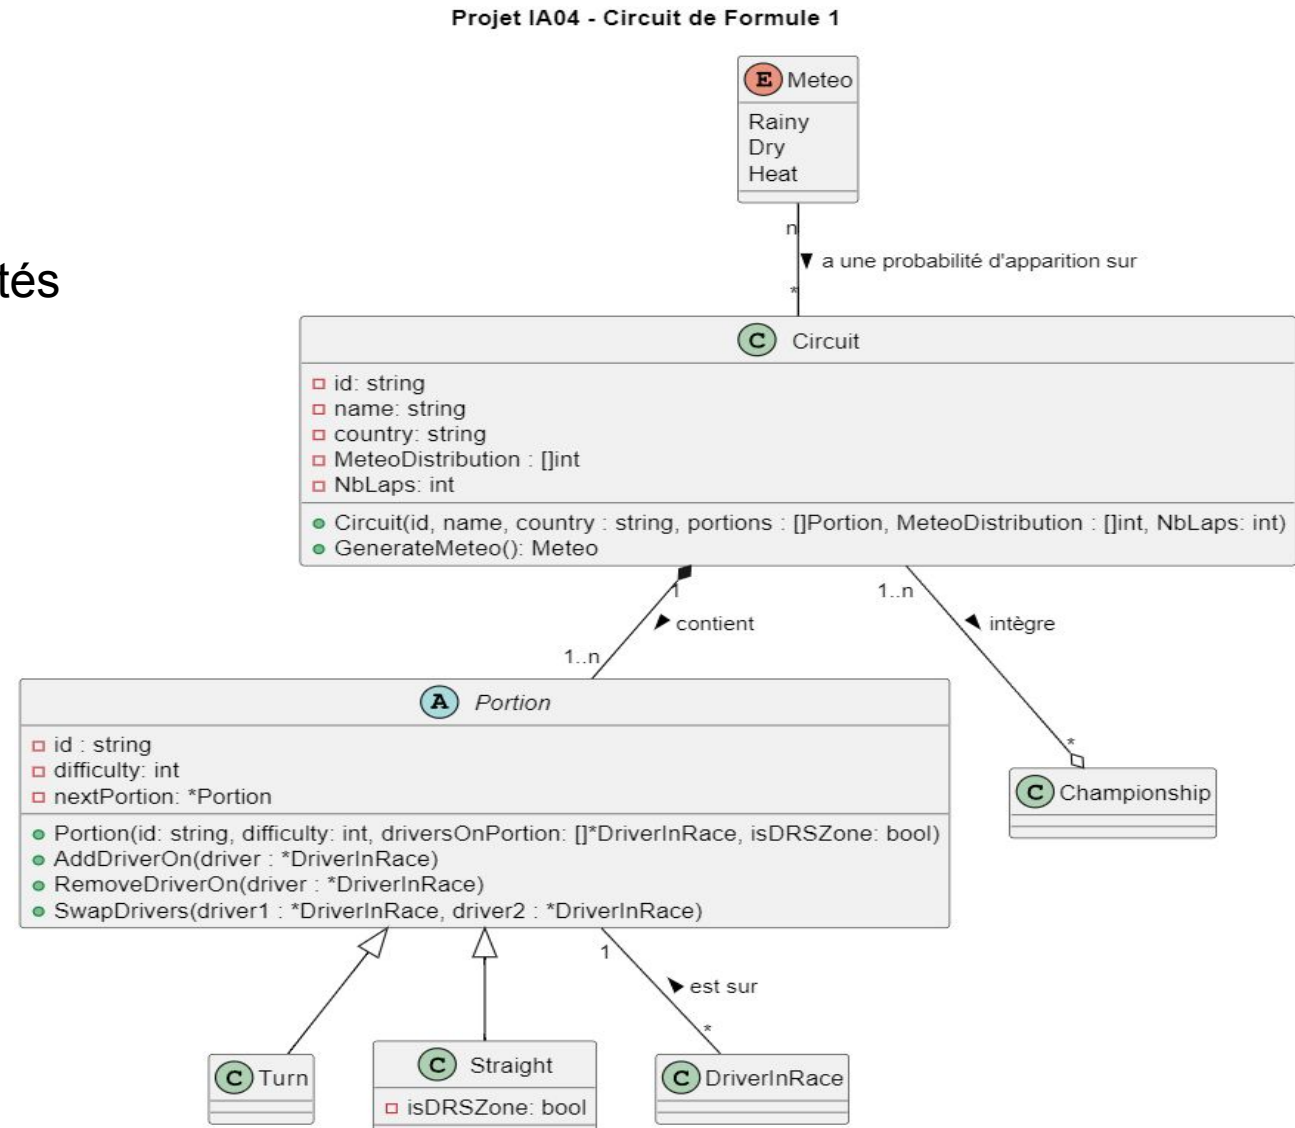 Projet IA04 - Circuit de Formule 1
E Meteo
Rainy
Dry
Heat
n
a une probabilité d'apparition sur
*
tés
C Circuit
id: string
name: string
country: string
MeteoDistribution : []int
NbLaps: int
Circuit(id, name, country : string, portions : []Portion, MeteoDistribution : []int, NbLaps: int)
GenerateMeteo(): Meteo
1
1..n
contient
intègre
1..n
A Portion
id : string
difficulty: int
nextPortion: *Portion
Portion(id: string, difficulty: int, driversOnPortion: []*DriverInRace, isDRSZone: bool)
AddDriverOn(driver : *DriverInRace)
RemoveDriverOn(driver : *DriverInRace)
SwapDrivers(driver1 : *DriverInRace, driver2 : *DriverInRace)
*
C Championship
1
est sur
*
C Turn
C Straight
isDRSZone: bool
C DriverInRace